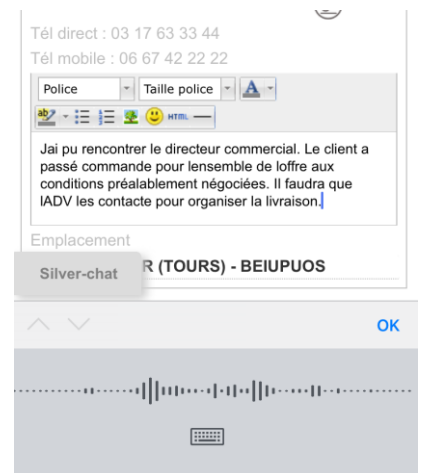 Tél direct : 03 17 63 33 44
Tél mobile : 06 67 42 22 22
Police Taille police A
ab HTML
Jai pu rencontrer le directeur commercial. Le client a
passé commande pour lensemble de loffre aux
conditions préalablement négociées. Il faudra que
lADV les contacte pour organiser la livraison.
Emplacement
Silver-chat R (TOURS) - BEIUPUOS
OK